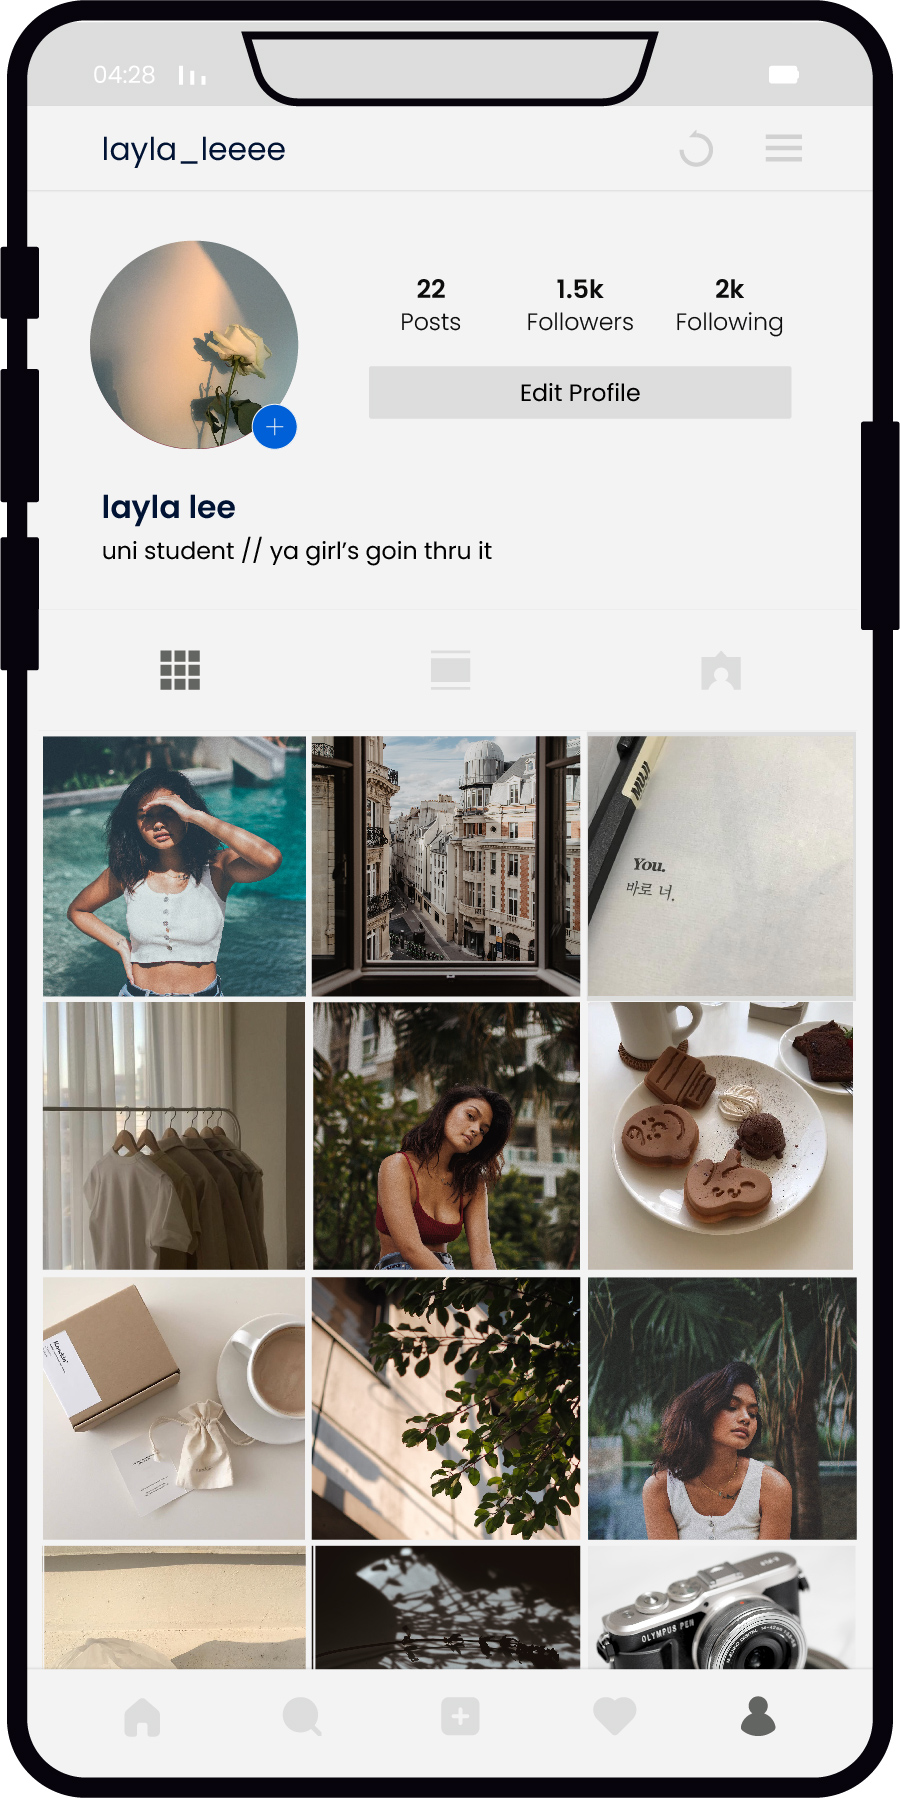 04:28
layla_leeee
22
1.5k
2k
Posts
Followers
Following
Edit Profile
layla lee
uni student // ya girl’s goin thru it
You.
바로 너.
OLYMPUS PEN